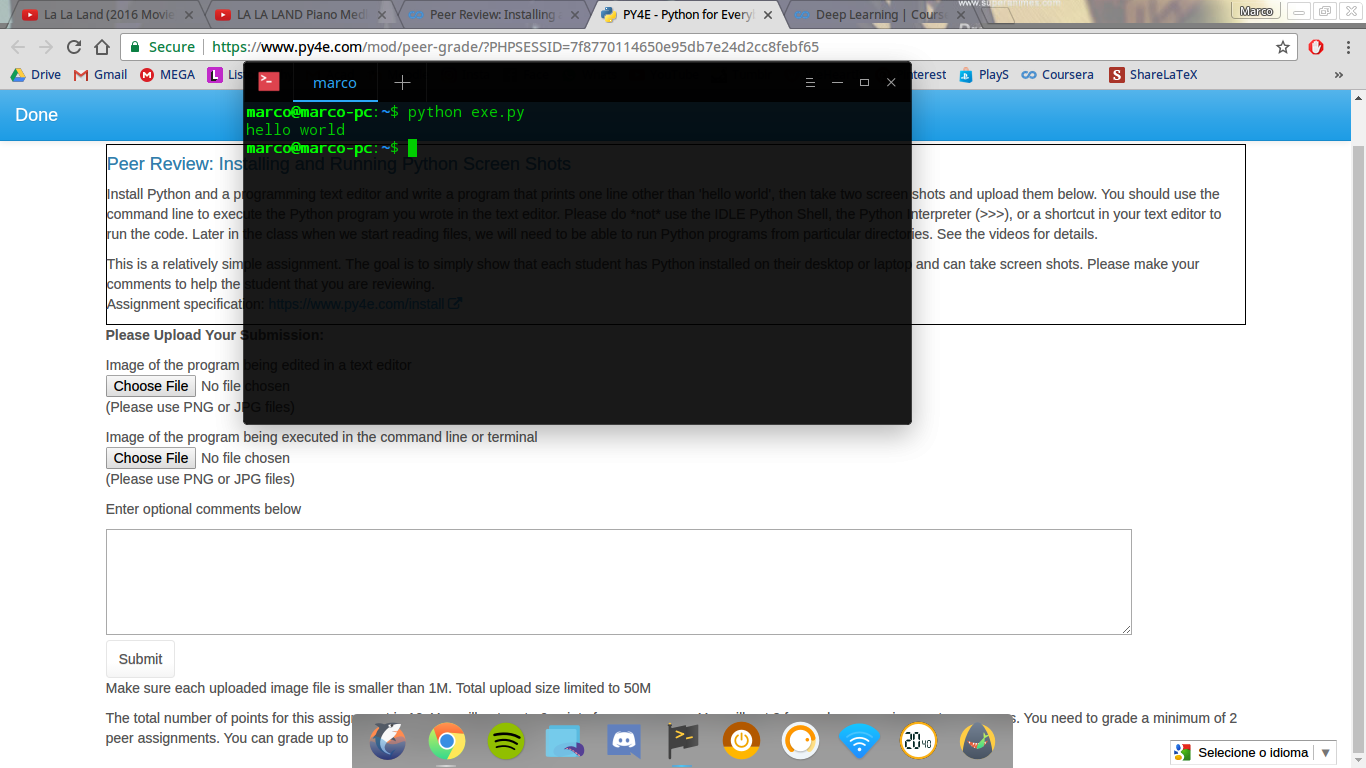 La La Land (2016 Movie
LA LA LAND Piano Medl
Peer Review: Installing
PY4E - Python for Everyb
Deep Learning | Course
www.superanimes.com
Marco
Secure
https://www.py4e.com/mod/peer-grade/?PHPSESSID=7f8770114650e95db7e24d2cc8febf65
Drive Gmail MEGA Lis nterest PlayS Coursera ShareLaTeX »
marco
Done
marco@marco-pc:~$ python exe.py
hello world
marco@marco-pc:~$
Peer Review: Installing and Running Python Screen Shots
Install Python and a programming text editor and write a program that prints one line other than 'hello world', then take two screen shots and upload them below. You should use the
command line to execute the Python program you wrote in the text editor. Please do *not* use the IDLE Python Shell, the Python Interpreter (>>>), or a shortcut in your text editor to
run the code. Later in the class when we start reading files, we will need to be able to run Python programs from particular directories. See the videos for details.
This is a relatively simple assignment. The goal is to simply show that each student has Python installed on their desktop or laptop and can take screen shots. Please make your
comments to help the student that you are reviewing.
Assignment specification: https://www.py4e.com/install
Please Upload Your Submission:
Image of the program being edited in a text editor
Choose File No file chosen
(Please use PNG or JPG files)
Image of the program being executed in the command line or terminal
Choose File No file chosen
(Please use PNG or JPG files)
Enter optional comments below
Submit
Make sure each uploaded image file is smaller than 1M. Total upload size limited to 50M
The total number of points for this assig s. You need to grade a minimum of 2
peer assignments. You can grade up to
20:40
Selecione o idioma ▼